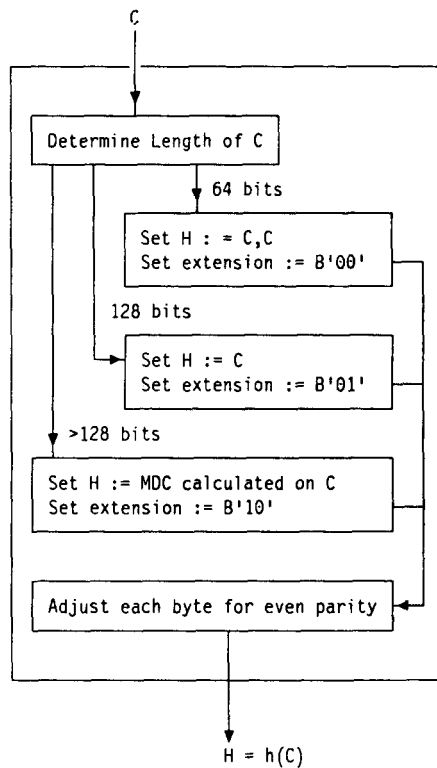 C
Determine Length of C
64 bits
Set H : = C,C
Set extension := B'00'
128 bits
Set H := C
Set extension := B'01'
>128 bits
Set H := MDC calculated on C
Set extension := B'10'
Adjust each byte for even parity
H = h(C)